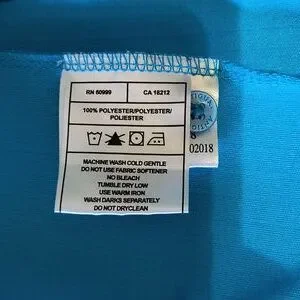 RN 60999
CA 18212
100% POLYESTER/POLYESTER/
POLIESTER
MACHINE WASH COLD GENTLE
DO NOT USE FABRIC SOFTENER
NO BLEACH
TUMBLE DRY LOW
USE WARM IRON
WASH DARKS SEPARATELY
DO NOT DRYCLEAN
02018